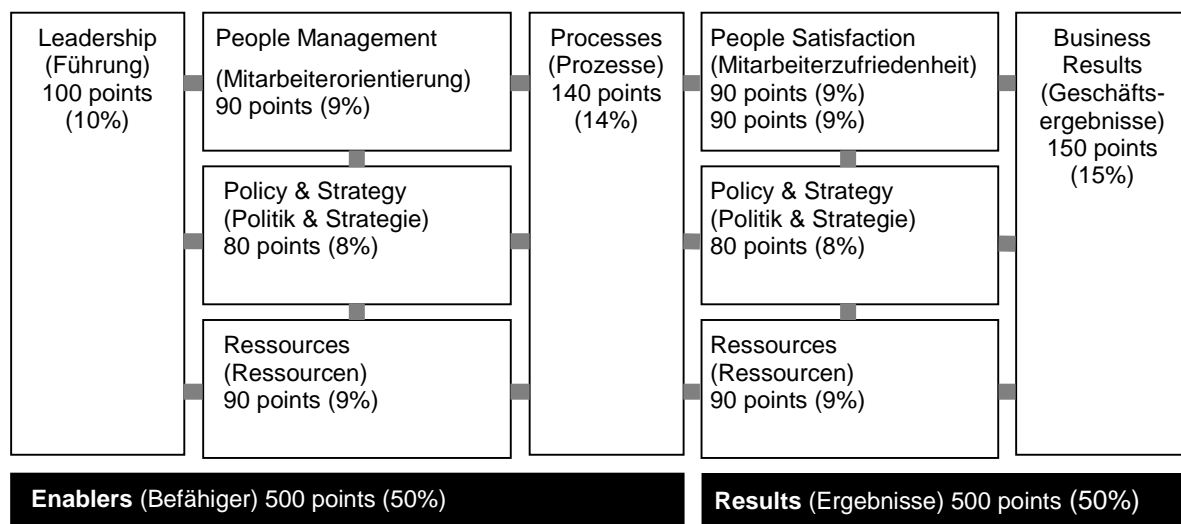 Leadership
(Führung)
100 points
(10%)
People Management
(Mitarbeiterorientierung)
90 points (9%)
Policy & Strategy
(Politik & Strategie)
80 points (8%)
Ressources
(Ressourcen)
90 points (9%)
Processes
(Prozesse)
140 points
(14%)
People Satisfaction
(Mitarbeiterzufriedenheit)
90 points (9%)
90 points (9%)
Policy & Strategy
(Politik & Strategie)
80 points (8%)
Ressources
(Ressourcen)
90 points (9%)
Business
Results
(Geschäfts-
ergebnisse)
150 points
(15%)
Enablers (Befähiger) 500 points (50%)
Results (Ergebnisse) 500 points (50%)